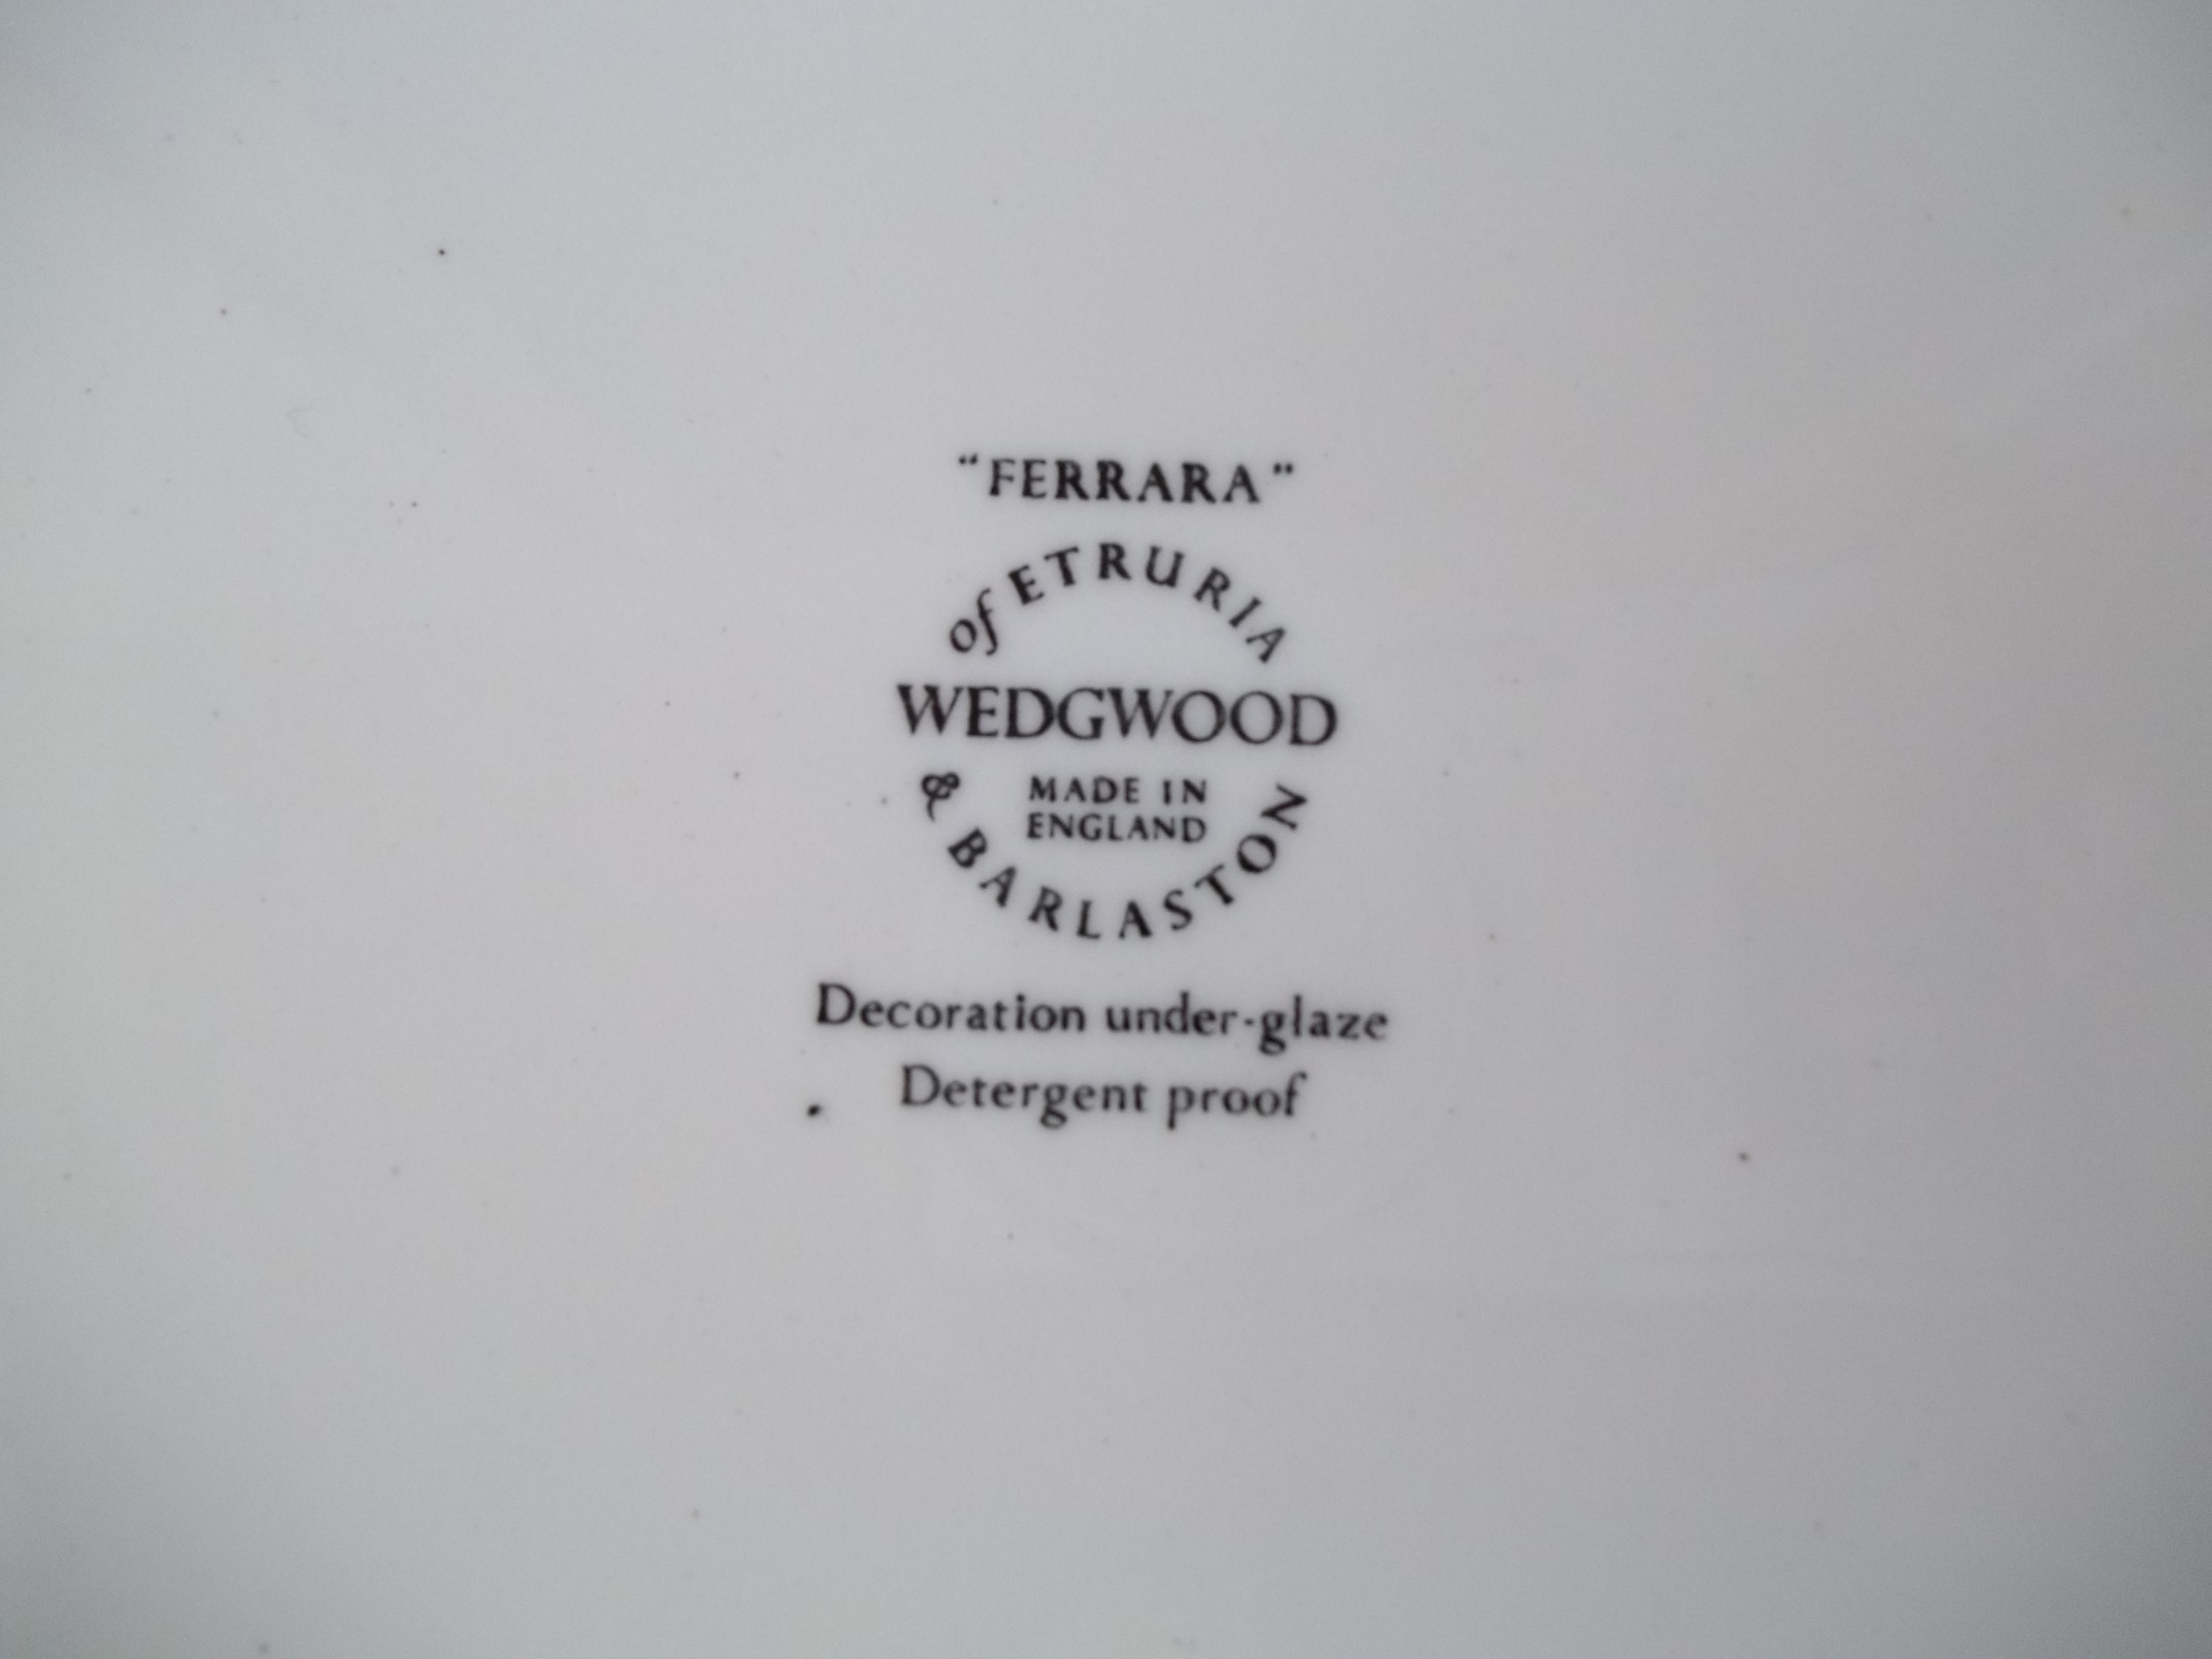 "FERRARA"
of ETRURIA
WEDGWOOD
MADE IN
ENGLAND
& BARLASTON
Decoration under-glaze
Detergent proof